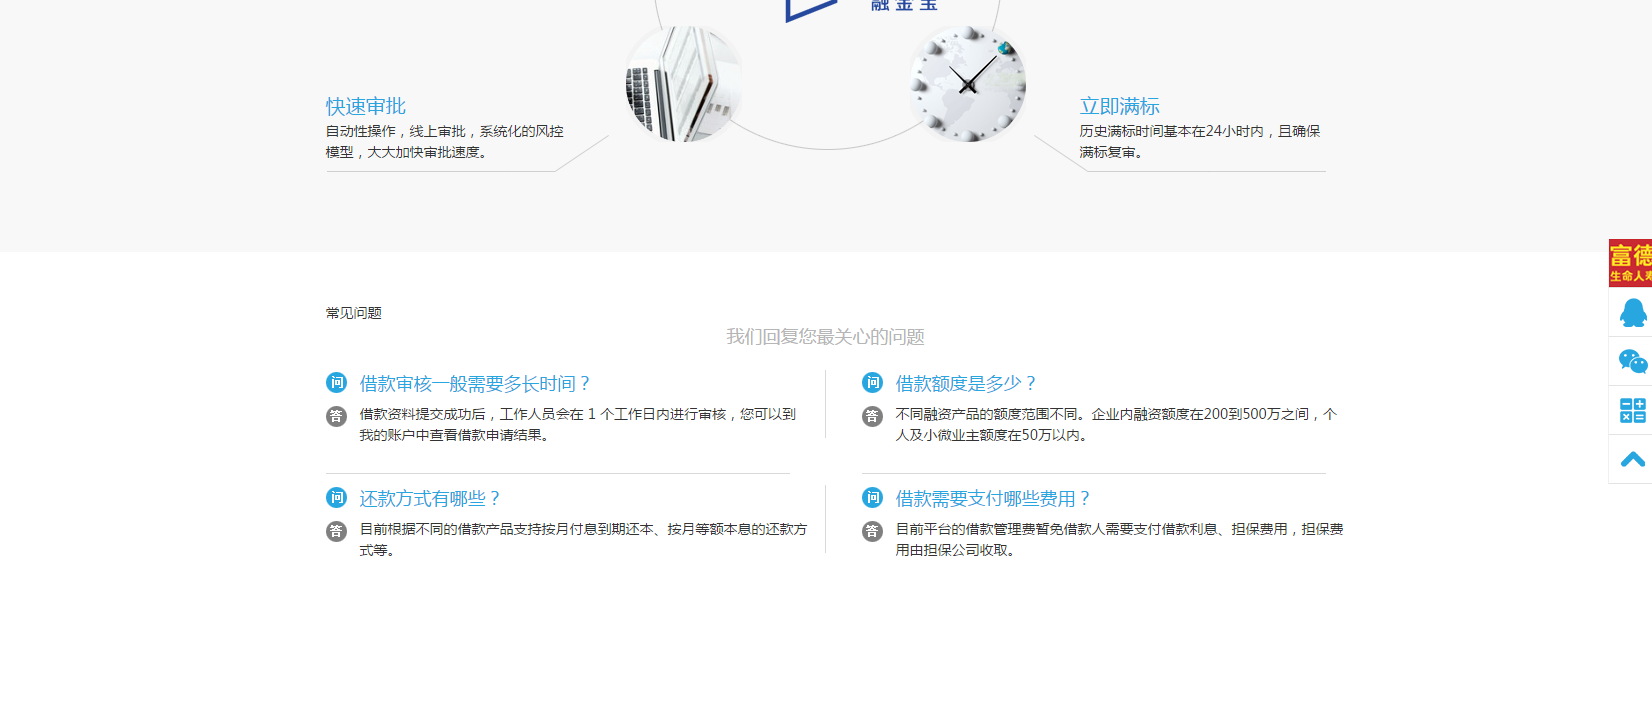 融金宝
快速审批
自动性操作，线上审批，系统化的风控
模型，大大加快审批速度。
立即满标
历史满标时间基本在24小时内，且确保
满标复审。
富德
生命人寿
常见问题
我们回复您最关心的问题
问 借款审核一般需要多长时间？
答 借款资料提交成功后，工作人员会在 1 个工作日内进行审核，您可以到
我的账户中查看借款申请结果。
问 借款额度是多少？
答 不同融资产品的额度范围不同。企业内融资额度在200到500万之间，个
人及小微业主额度在50万以内。
问 还款方式有哪些？
答 目前根据不同的借款产品支持按月付息到期还本、按月等额本息的还款方
式等。
问 借款需要支付哪些费用？
答 目前平台的借款管理费暂免借款人需要支付借款利息、担保费用，担保费
用由担保公司收取。